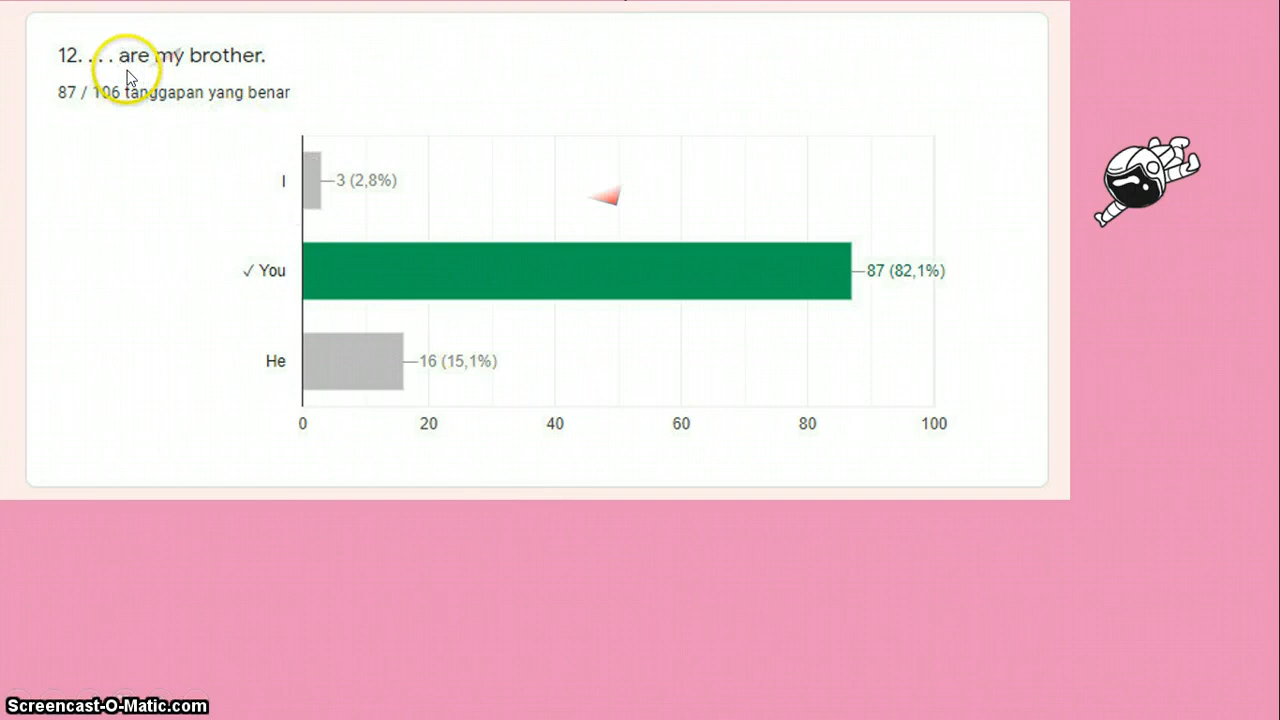 12. . . . are my brother.
87 / 106 tanggapan yang benar
I
3 (2,8%)
✓ You
87 (82,1%)
He
16 (15,1%)
0 20 40 60 80 100
Screencast-O-Matic.com